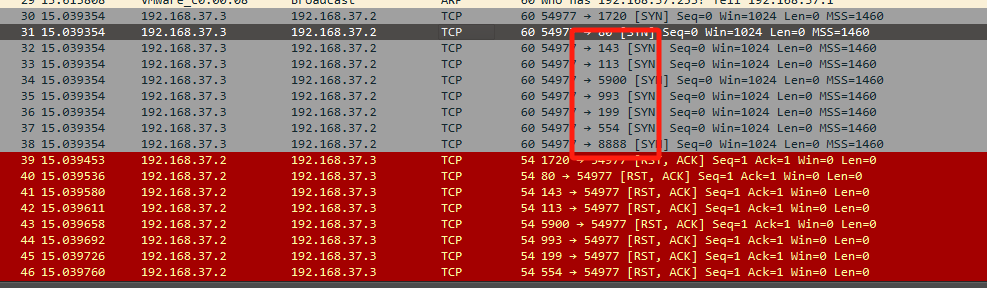 29 15.015808 VMware_c0:00:08 Broadcast ARP 60 Who has 192.168.37.255? Tell 192.168.37.1
30 15.039354 192.168.37.3 192.168.37.2 TCP 60 54977 → 1720 [SYN] Seq=0 Win=1024 Len=0 MSS=1460
31 15.039354 192.168.37.3 192.168.37.2 TCP 60 54977 → 80 [SYN] Seq=0 Win=1024 Len=0 MSS=1460
32 15.039354 192.168.37.3 192.168.37.2 TCP 60 54977 → 143 [SYN] Seq=0 Win=1024 Len=0 MSS=1460
33 15.039354 192.168.37.3 192.168.37.2 TCP 60 54977 → 113 [SYN] Seq=0 Win=1024 Len=0 MSS=1460
34 15.039354 192.168.37.3 192.168.37.2 TCP 60 54977 → 5900 [SYN] Seq=0 Win=1024 Len=0 MSS=1460
35 15.039354 192.168.37.3 192.168.37.2 TCP 60 54977 → 993 [SYN] Seq=0 Win=1024 Len=0 MSS=1460
36 15.039354 192.168.37.3 192.168.37.2 TCP 60 54977 → 199 [SYN] Seq=0 Win=1024 Len=0 MSS=1460
37 15.039354 192.168.37.3 192.168.37.2 TCP 60 54977 → 554 [SYN] Seq=0 Win=1024 Len=0 MSS=1460
38 15.039354 192.168.37.3 192.168.37.2 TCP 60 54977 → 8888 [SYN] Seq=0 Win=1024 Len=0 MSS=1460
39 15.039453 192.168.37.2 192.168.37.3 TCP 54 1720 → 54977 [RST, ACK] Seq=1 Ack=1 Win=0 Len=0
40 15.039536 192.168.37.2 192.168.37.3 TCP 54 80 → 54977 [RST, ACK] Seq=1 Ack=1 Win=0 Len=0
41 15.039580 192.168.37.2 192.168.37.3 TCP 54 143 → 54977 [RST, ACK] Seq=1 Ack=1 Win=0 Len=0
42 15.039611 192.168.37.2 192.168.37.3 TCP 54 113 → 54977 [RST, ACK] Seq=1 Ack=1 Win=0 Len=0
43 15.039658 192.168.37.2 192.168.37.3 TCP 54 5900 → 54977 [RST, ACK] Seq=1 Ack=1 Win=0 Len=0
44 15.039692 192.168.37.2 192.168.37.3 TCP 54 993 → 54977 [RST, ACK] Seq=1 Ack=1 Win=0 Len=0
45 15.039726 192.168.37.2 192.168.37.3 TCP 54 199 → 54977 [RST, ACK] Seq=1 Ack=1 Win=0 Len=0
46 15.039760 192.168.37.2 192.168.37.3 TCP 54 554 → 54977 [RST, ACK] Seq=1 Ack=1 Win=0 Len=0